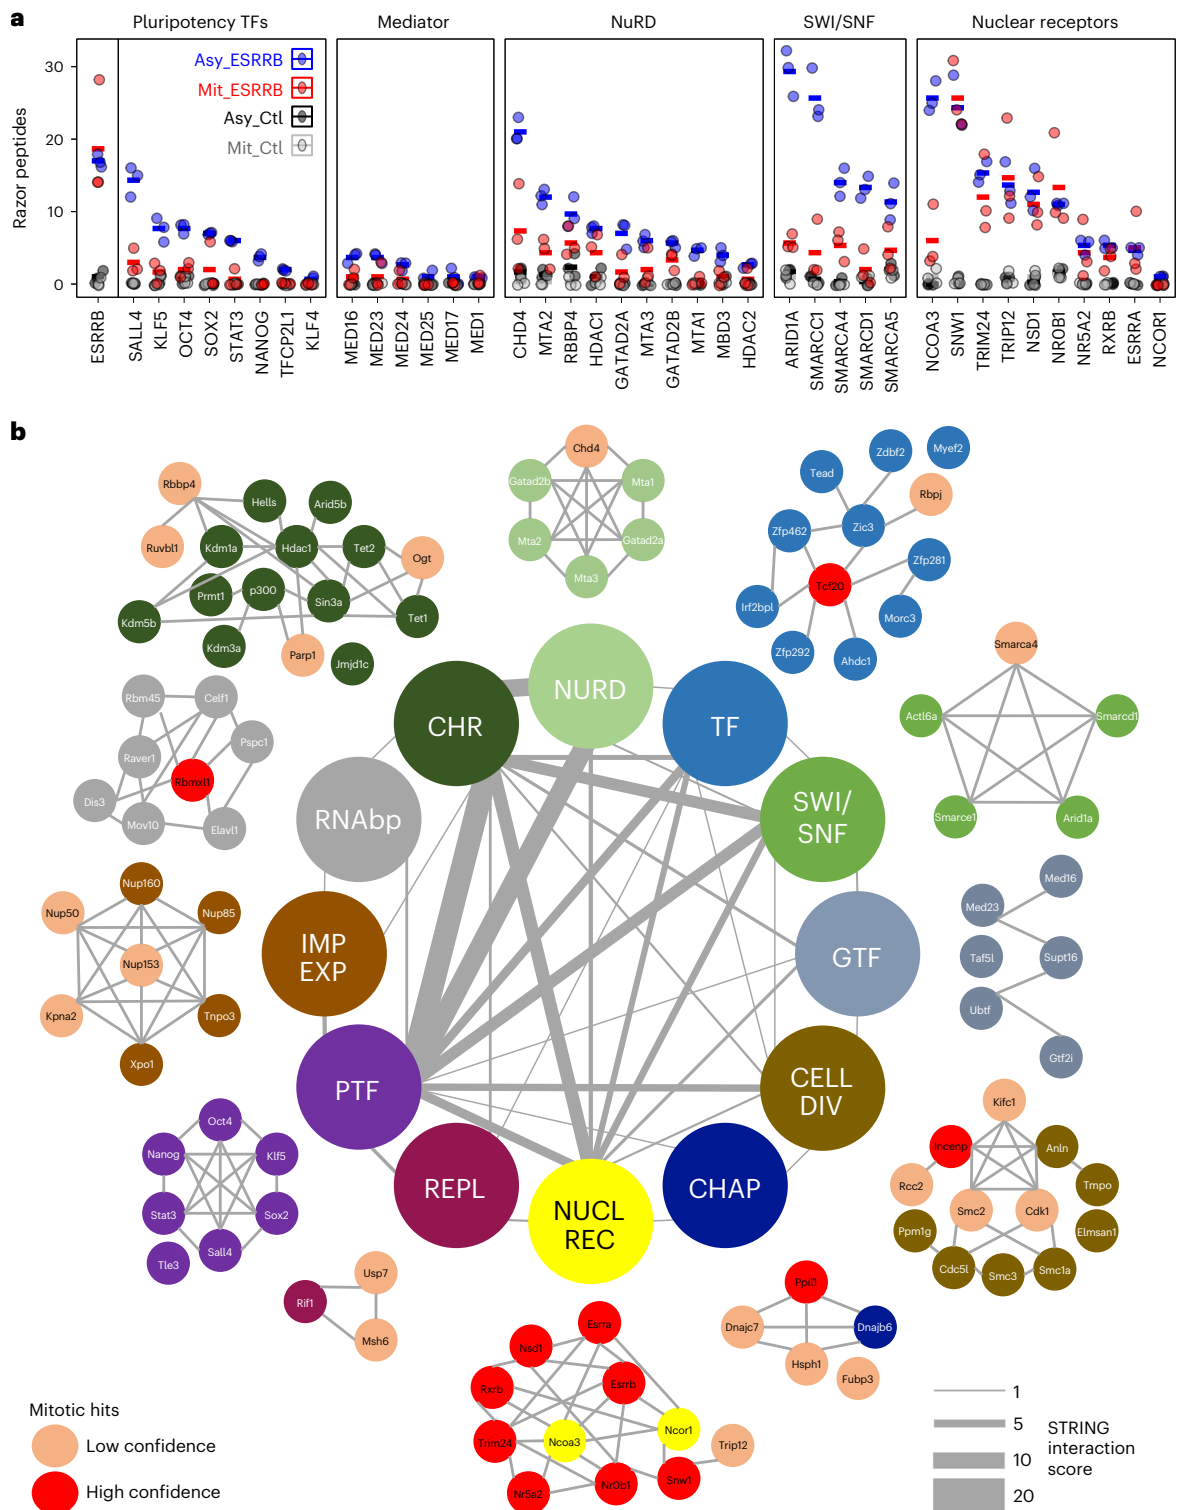 a
Pluripotency TFs
Mediator
NuRD
SWI/SNF
Nuclear receptors
Razor peptides
30
20
10
0
Asy_ESRRB
Mit_ESRRB
Asy_Ctl
Mit_Ctl
ESRRB
SALL4
KLF5
OCT4
SOX2
STAT3
NANOG
TFCP2L1
KLF4
MED16
MED23
MED24
MED25
MED17
MED1
CHD4
MTA2
RBBP4
HDAC1
GATAD2A
MTA3
GATAD2B
MTA1
MBD3
HDAC2
ARID1A
SMARCC1
SMARCA4
SMARCD1
SMARCA5
NCOA3
SNW1
TRIM24
TRIP12
NSD1
NR0B1
NR5A2
RXRB
ESRRA
NCOR1
b
Rbbp4
Hells
Arid5b
Ruvbl1
Kdm1a
Hdac1
Tet2
Ogt
Prmt1
p300
Sin3a
Tet1
Kdm5b
Kdm3a
Parp1
Jmjd1c
Chd4
Gatad2b
Mta1
Mta2
Gatad2a
Mta3
Tead
Zdbf2
Myef2
Rbpj
Zfp462
Zic3
Zfp281
Tcf20
Irf2bpl
Morc3
Zfp292
Ahdc1
Smarca4
Actl6a
Smarcd1
Smarce1
Arid1a
Rbm45
Celf1
Raver1
Pspc1
Rbmxl1
Dis3
Mov10
Elavl1
NURD
CHR
TF
RNAbp
SWI/
SNF
IMP
EXP
GTF
PTF
CELL
DIV
REPL
NUCL
REC
CHAP
Nup160
Nup50
Nup85
Nup153
Kpna2
Tnpo3
Xpo1
Med16
Med23
Taf5l
Supt16
Ubtf
Gtf2i
Oct4
Nanog
Klf5
Stat3
Sox2
Sall4
Tle3
Kifc1
Incenp
Anln
Rcc2
Tmpo
Smc2
Cdk1
Ppm1g
Elmsan1
Cdc5l
Smc3
Smc1a
Usp7
Rif1
Msh6
Ppil1
Dnajc7
Dnajb6
Hsph1
Fubp3
Esrra
Nsd1
Rxrb
Esrrb
Trim24
Ncoa3
Ncor1
Trip12
Nr5a2
Nr0b1
Snw1
Mitotic hits
Low confidence
High confidence
1
5
10
20
STRING
interaction
score